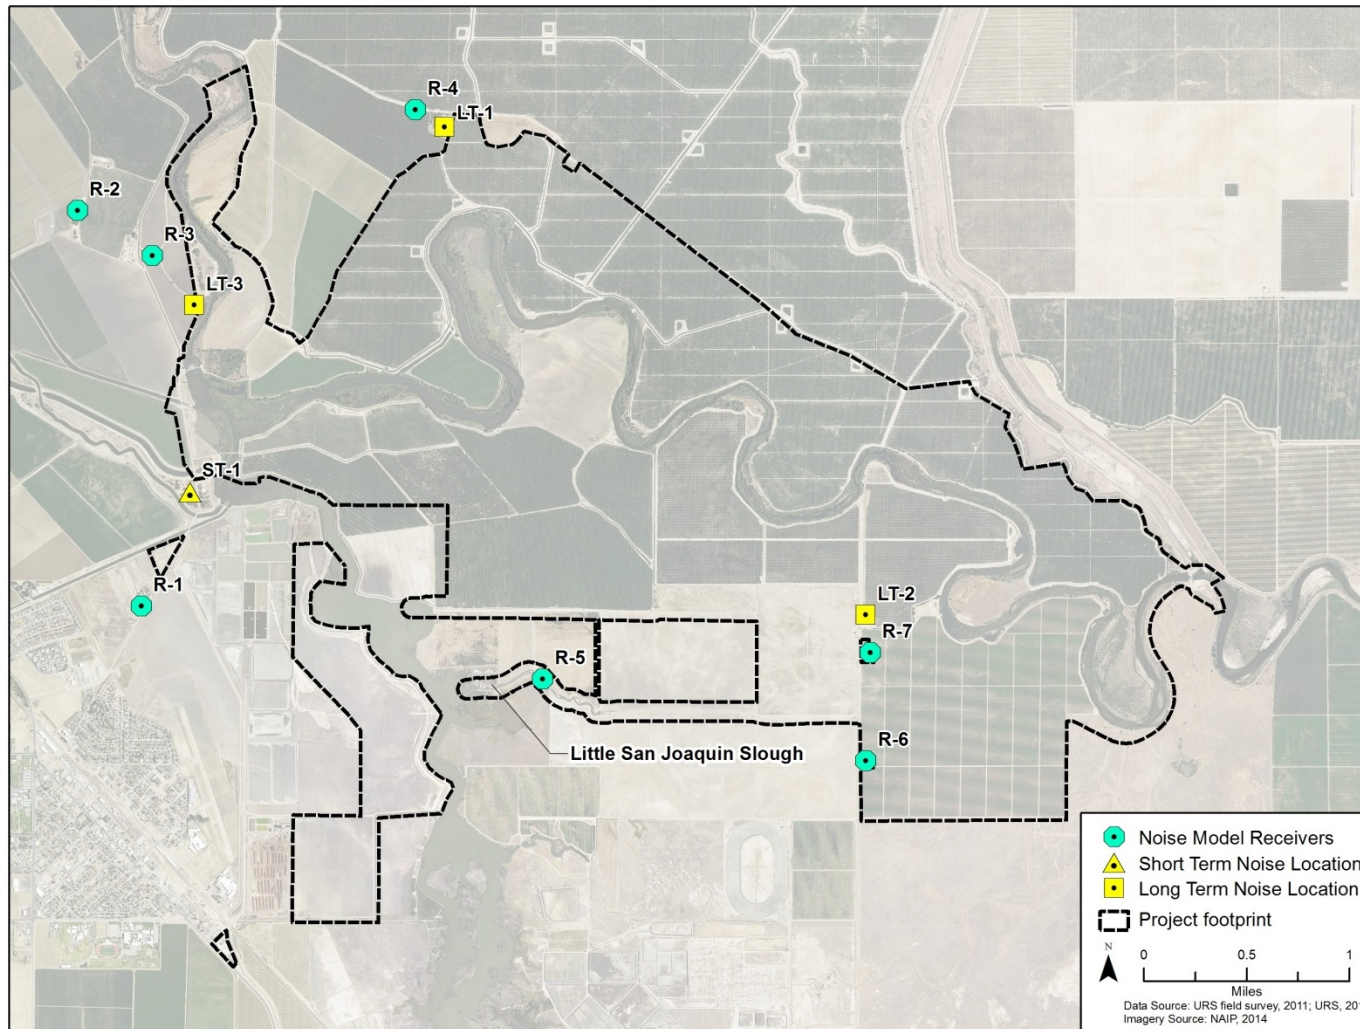 R-4
LT-1
R-2
R-3
LT-3
ST-1
R-1
LT-2
R-7
R-5
Little San Joaquin Slough
R-6
Noise Model Receivers
Short Term Noise Location
Long Term Noise Location
Project footprint
N
0 0.5 1
Miles
Data Source: URS field survey, 2011; URS,
Imagery Source: NAIP, 2014